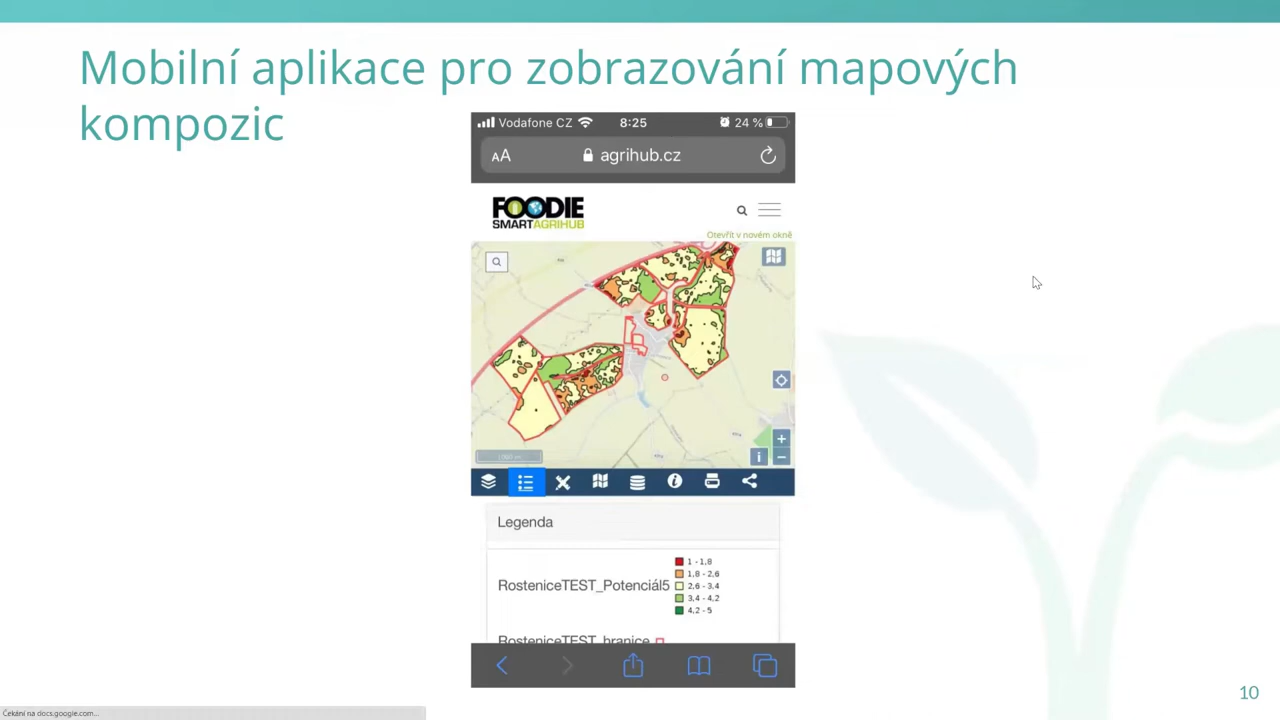 Mobilní aplikace pro zobrazování mapových
kompozic
Vodafone CZ 8:25 24 %
AA agrihub.cz
FOODIE
SMARTAGRIHUB
Otevřít v novém okně
Legenda
1 - 1,8
1,8 - 2,6
RosteniceTEST_Potenciál5 2,6 - 3,4
3,4 - 4,2
4,2 - 5
RosteniceTEST_hranice
10
Čekání na docs.google.com...